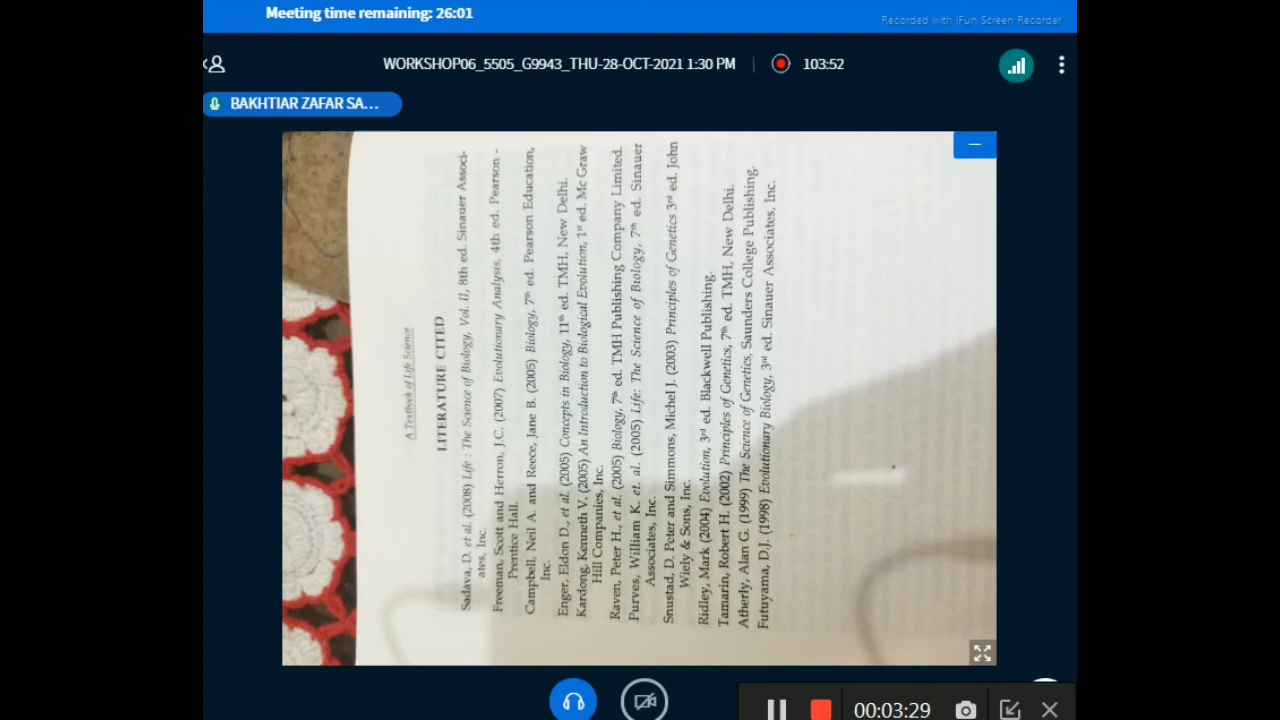 Meeting time remaining: 26:01
Recorded with iFun Screen Recorder
WORKSHOP06_5505_G9943_THU-28-OCT-2021 1:30 PM
103:52
BAKHTIAR ZAFAR SA...
A Textbook of Life Science
LITERATURE CITED
Sadava, D. et al. (2008) Life : The Science of Biology, Vol. II, 8th ed. Sinauer Associ-
ates, Inc.
Freeman, Scott and Herron, J.C. (2007) Evolutionary Analysis, 4th ed. Pearson -
Prentice Hall.
Campbell, Neil A. and Reece, Jane B. (2005) Biology, 7th ed. Pearson Education,
Inc.
Enger, Eldon D., et al. (2005) Concepts in Biology, 11th ed. TMH, New Delhi.
Kardong, Kenneth V, (2005) An Introduction to Biological Evolution, 1st ed. Mc Graw
Hill Companies, Inc.
Raven, Peter H., et al. (2005) Biology, 7th ed. TMH Publishing Company Limited.
Purves, William K. et. al. (2005) Life: The Science of Biology, 7th ed. Sinauer
Associates, Inc.
Snustad, D. Peter and Simmons, Michel J. (2003) Principles of Genetics 3rd ed. John
Wiely & Sons, Inc.
Ridley, Mark (2004) Evolution, 3rd ed. Blackwell Publishing.
Tamarin, Robert H. (2002) Principles of Genetics, 7th ed. TMH, New Delhi.
Atherly, Alan G. (1999) The Science of Genetics, Saunders College Publishing.
Futuyama, D.J. (1998) Evolutionary Biology, 3rd ed. Sinauer Associates, Inc.
00:03:29